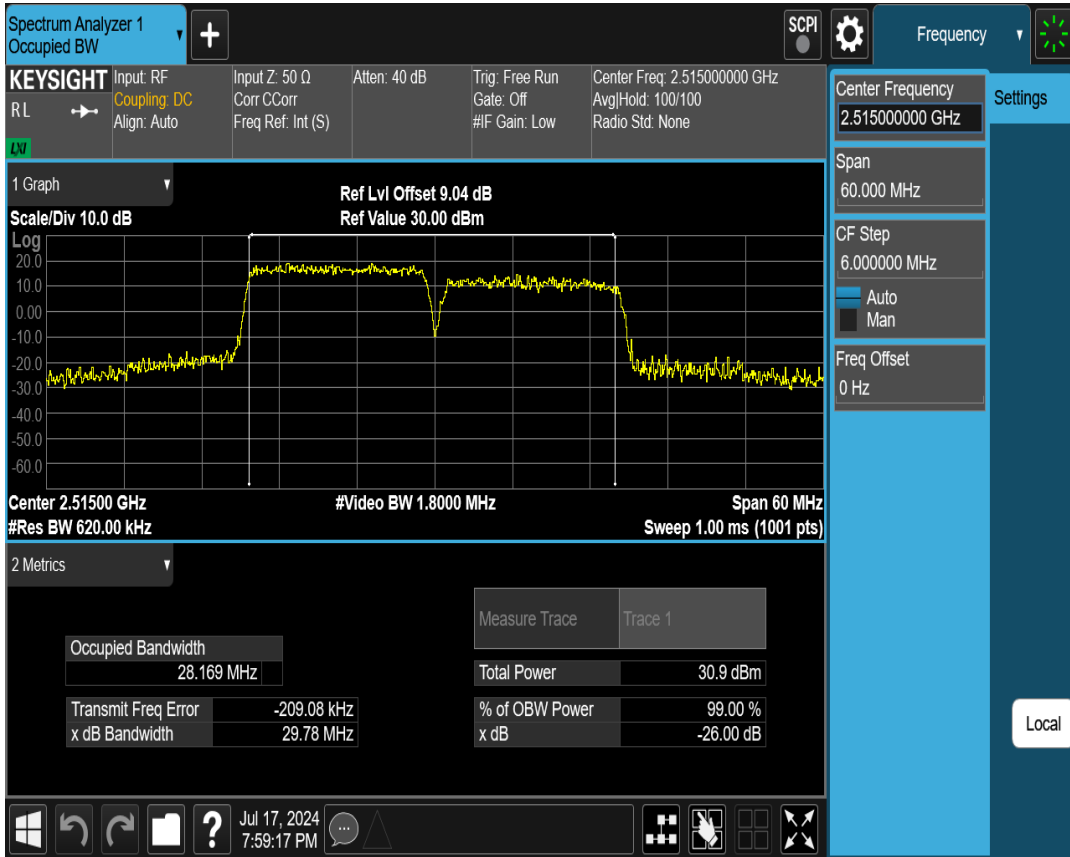 Spectrum Analyzer 1
Occupied BW
+
SCPI
Frequency
KEYSIGHT
R L
LXI
Input: RF
Coupling: DC
Align: Auto
Input Z: 50 Ω
Corr CCorr
Freq Ref: Int (S)
Atten: 40 dB
Trig: Free Run
Gate: Off
#IF Gain: Low
Center Freq: 2.515000000 GHz
Avg|Hold: 100/100
Radio Std: None
Center Frequency
2.515000000 GHz
Settings
Span
60.000 MHz
CF Step
6.000000 MHz
Auto
Man
Freq Offset
0 Hz
Local
1 Graph
Ref Lvl Offset 9.04 dB
Scale/Div 10.0 dB
Ref Value 30.00 dBm
Log
20.0
10.0
0.00
-10.0
-20.0
-30.0
-40.0
-50.0
-60.0
Center 2.51500 GHz
#Video BW 1.8000 MHz
Span 60 MHz
#Res BW 620.00 kHz
Sweep 1.00 ms (1001 pts)
2 Metrics
Measure Trace
Trace 1
Occupied Bandwidth
28.169 MHz
Total Power
30.9 dBm
Transmit Freq Error
-209.08 kHz
% of OBW Power
99.00 %
x dB Bandwidth
29.78 MHz
x dB
-26.00 dB
?
Jul 17, 2024
7:59:17 PM